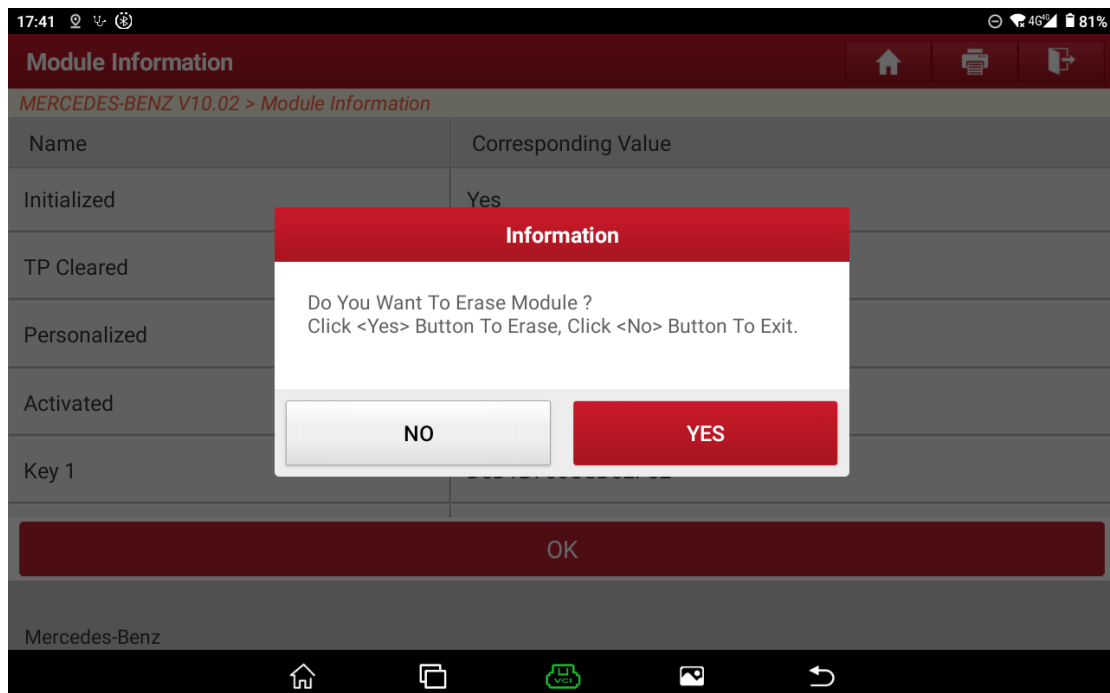 17:41 4G 81%
Module Information
MERCEDES-BENZ V10.02 > Module Information
Name Corresponding Value
Initialized Yes
Information
TP Cleared
Do You Want To Erase Module ?
Click <Yes> Button To Erase, Click <No> Button To Exit.
Personalized
Activated
NO YES
Key 1
OK
Mercedes-Benz
VCI